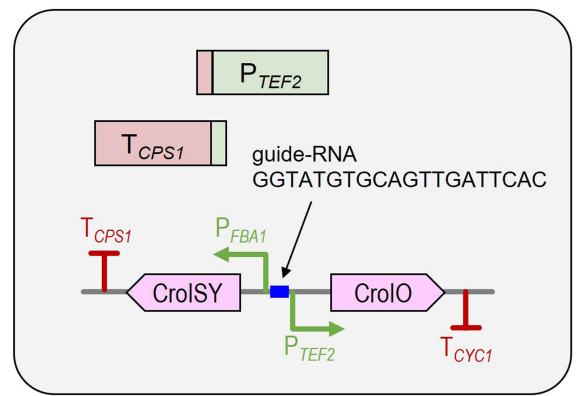 PTEF2
TCPS1
guide-RNA
GGTATGTGCAGTTGATTCAC
TCPS1
PFBA1
CroISY
CroIO
PTEF2
TCYC1